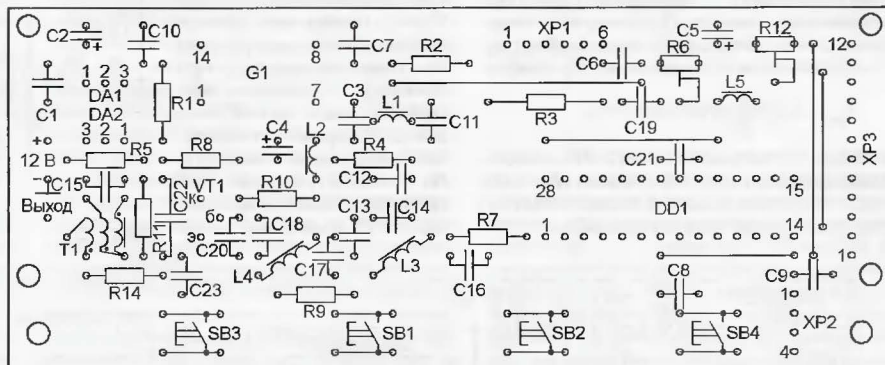 C2
+
C10
14
8
C7
R2
1
XP1
6
C5
+
R12
12
C6
R6
G1
1 2 3
DA1
R1
1
7
C3
L1
R3
C19
L5
C1
DA2
C11
+
3 2 1
C4
+
L2
12 В
R5
R8
R4
C21
XP3
−
C15
C22
К
VT1
R10
C12
28
15
Выход
б
C14
DD1
T1
R11
э
C20
C18
C13
R7
1
14
L4
C17
L3
C16
1
R14
C23
R9
C8
C9
1
SB3
SB1
SB2
SB4
XP2
4